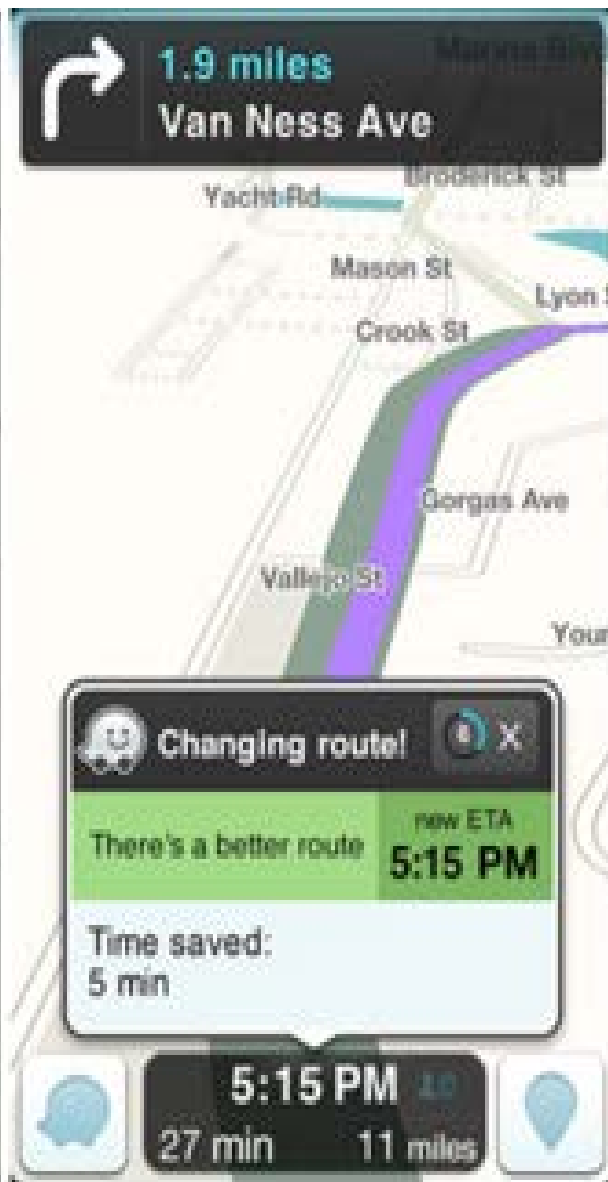 1.9 miles
Van Ness Ave
Broderick St
Yacht Rd
Mason St
Lyon
Crook St
Gorgas Ave
Vallejo St
Your
Changing route!
X
There's a better route
new ETA
5:15 PM
Time saved:
5 min
5:15 PM
27 min
11 miles